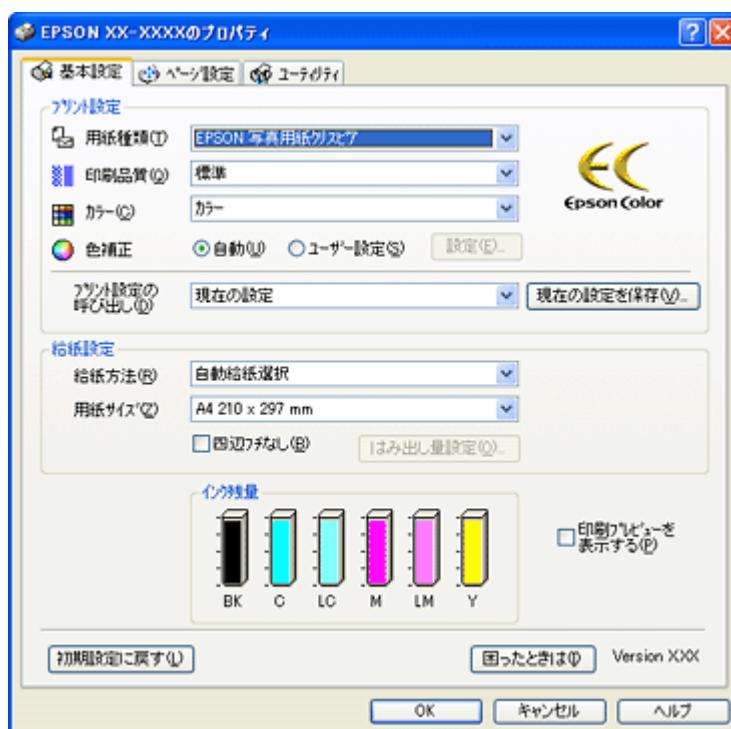 EPSON XX-XXXXのプロパティ
基本設定 ページ設定 ユーティリティ
プリント設定
用紙種類(T) EPSON 写真用紙クリスピア
印刷品質(Q) 標準
カラー(C) カラー
色補正 自動(U) ユーザー設定(S) 設定(E)...
Epson Color
プリント設定の
呼び出し(D) 現在の設定 現在の設定を保存(V)...
給紙設定
給紙方法(R) 自動給紙選択
用紙サイズ(Z) A4 210 x 297 mm
四辺フチなし(B) はみ出し量設定(O)...
インク残量
BK C LC M LM Y
印刷プレビューを
表示する(P)
初期設定に戻す(L) 困ったときは(I) Version X.XX
OK キャンセル ヘルプ